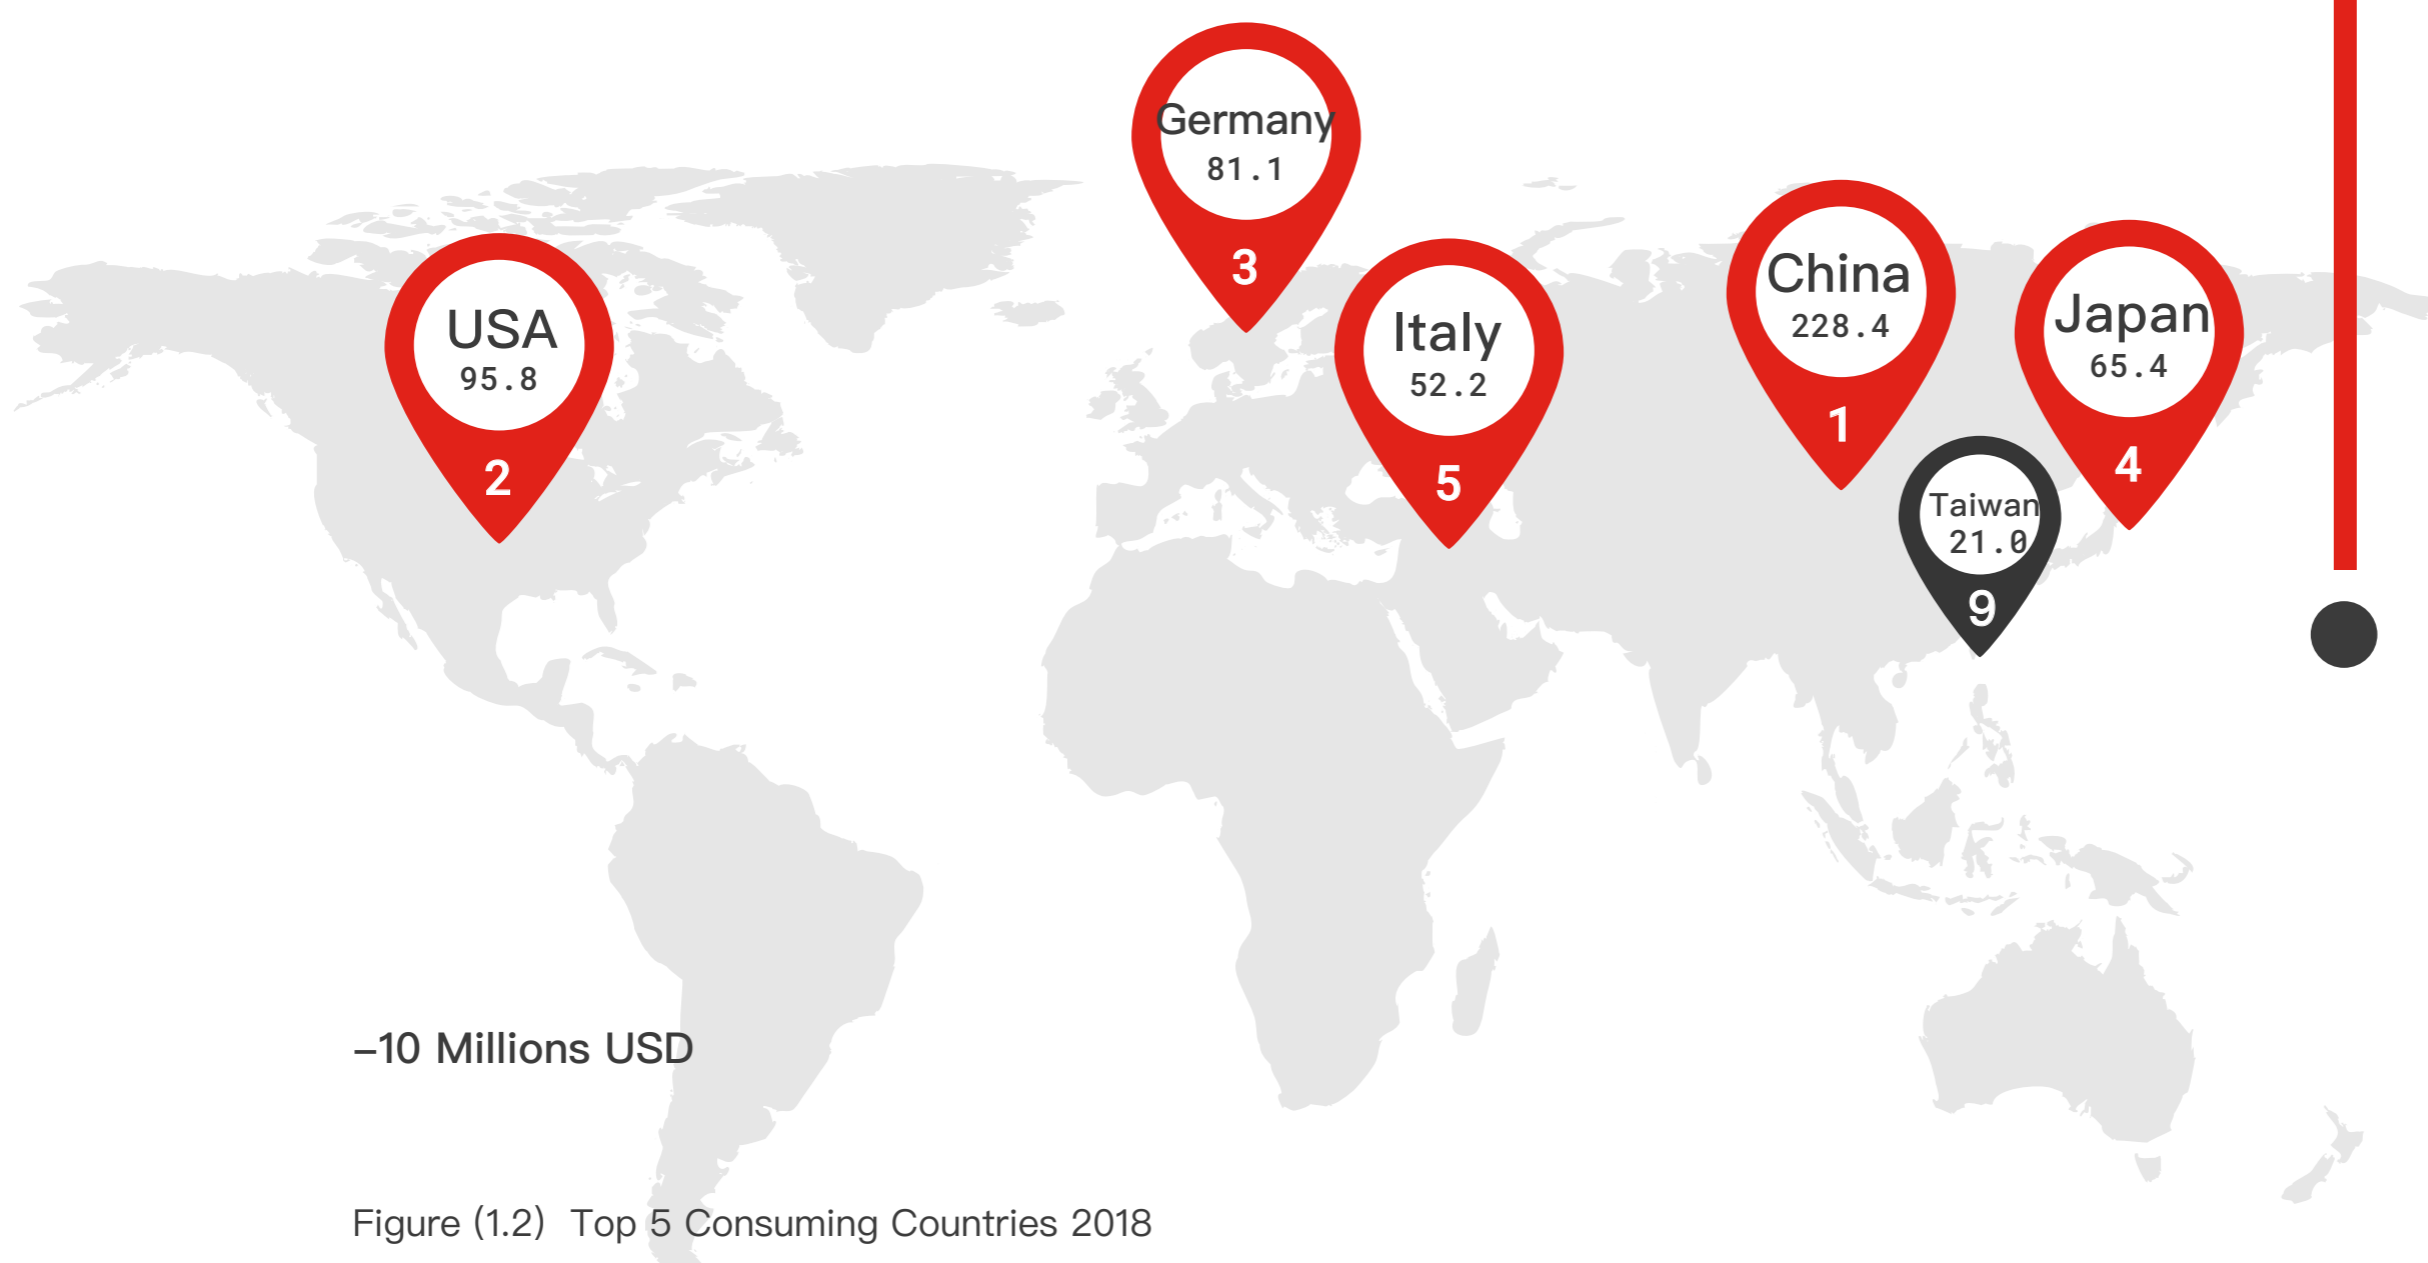 Germany
81.1
3
USA
95.8
2
Italy
52.2
5
China
228.4
1
Japan
65.4
4
Taiwan
21.0
9
–10 Millions USD
Figure (1.2) Top 5 Consuming Countries 2018